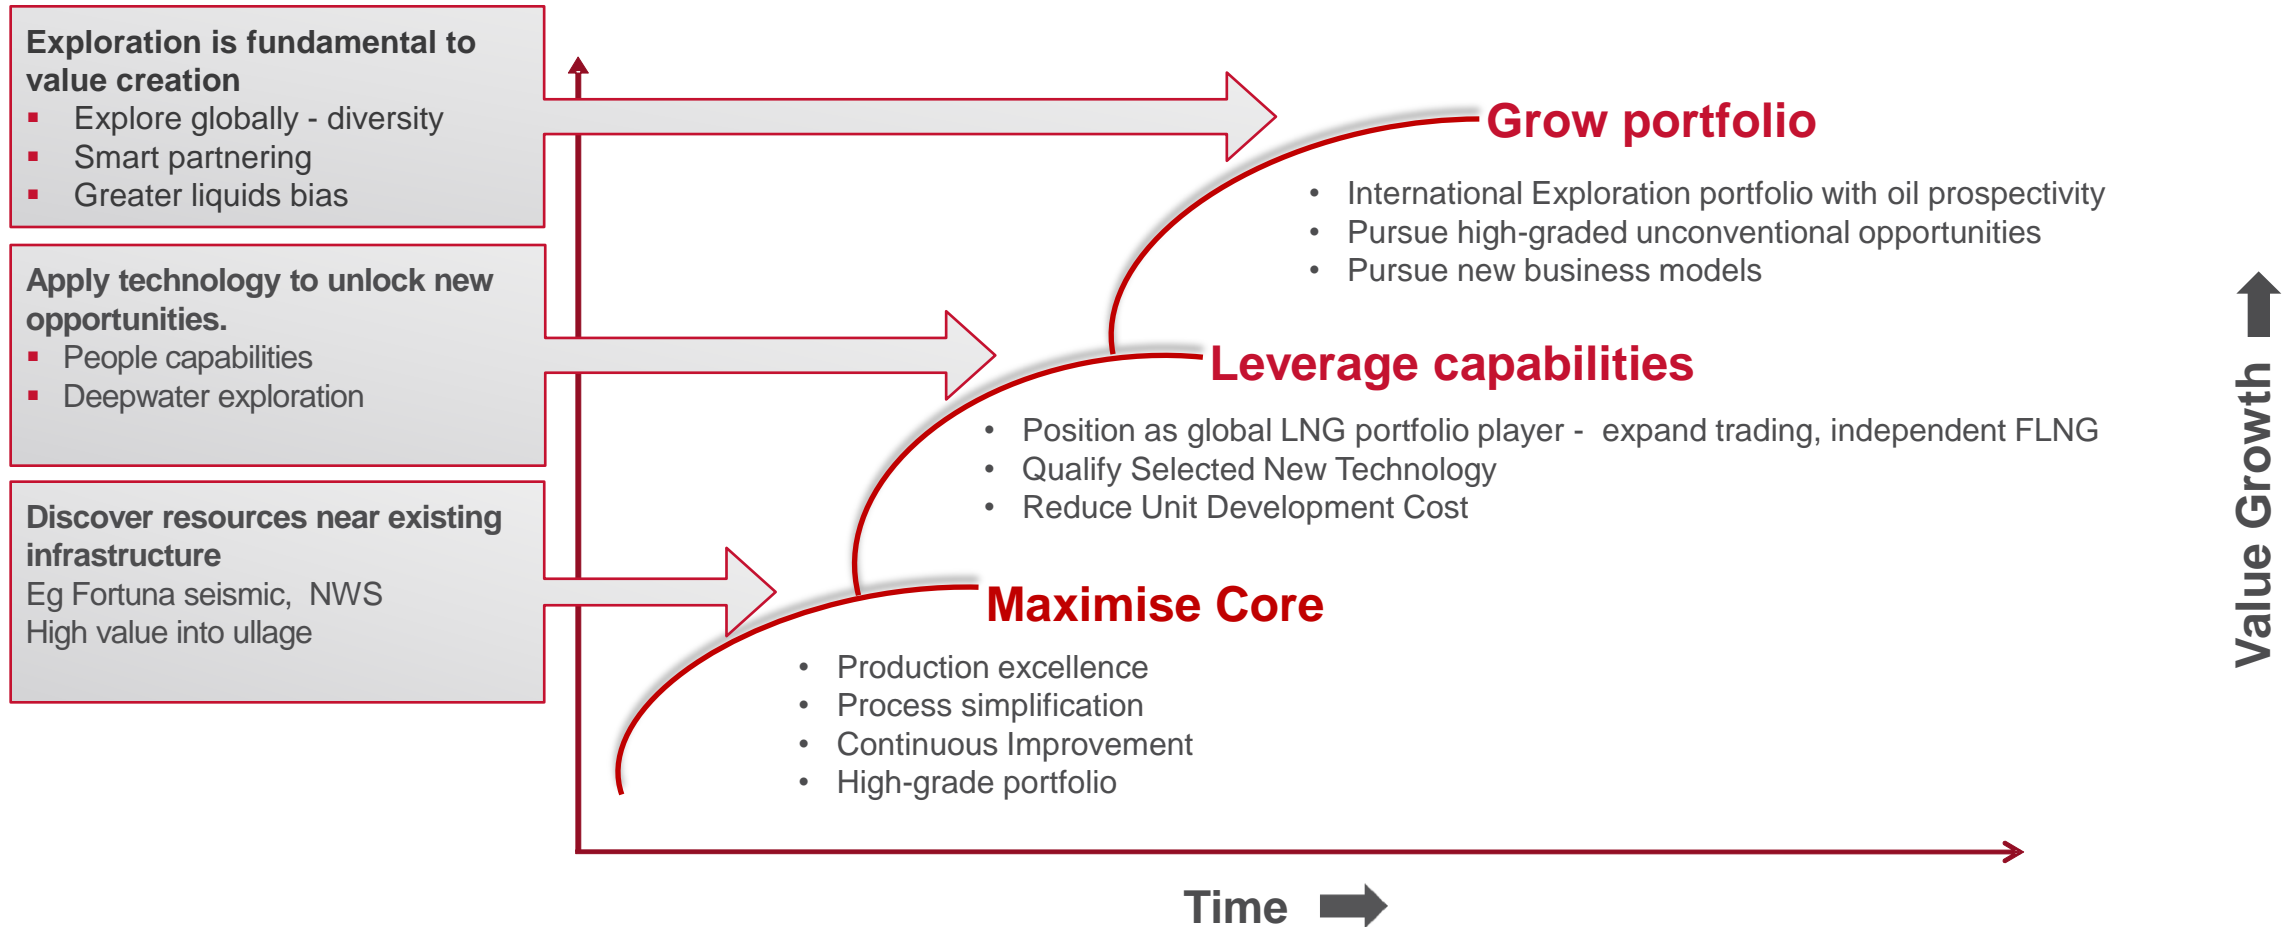 Exploration is fundamental to
value creation
▪ Explore globally - diversity
▪ Smart partnering
▪ Greater liquids bias
Apply technology to unlock new
opportunities.
▪ People capabilities
▪ Deepwater exploration
Discover resources near existing
infrastructure
Eg Fortuna seismic, NWS
High value into ullage
Grow portfolio
• International Exploration portfolio with oil prospectivity
• Pursue high-graded unconventional opportunities
• Pursue new business models
Leverage capabilities
• Position as global LNG portfolio player - expand trading, independent FLNG
• Qualify Selected New Technology
• Reduce Unit Development Cost
Maximise Core
• Production excellence
• Process simplification
• Continuous Improvement
• High-grade portfolio
Value Growth
Time